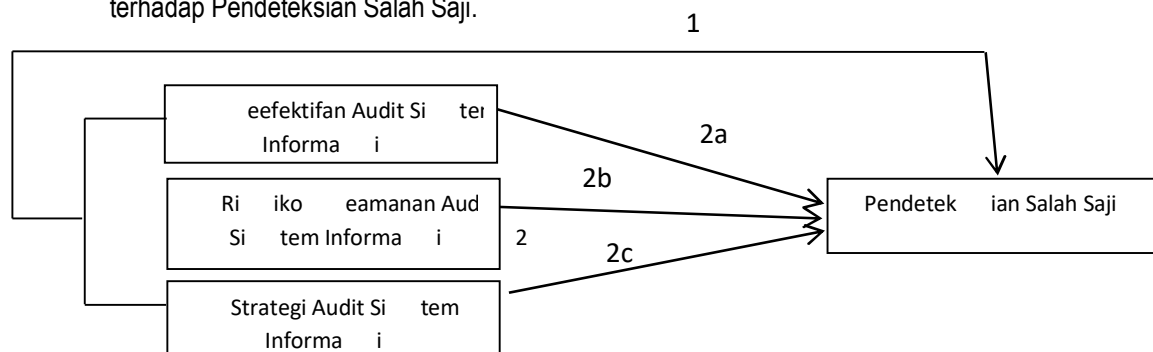 terhadap Pendeteksian Salah Saji.
1
eefektifan Audit Si ter
Informa i
2a
2b
Ri iko eamanan Aud
Si tem Informa i
2
Pendetek ian Salah Saji
2c
Strategi Audit Si tem
Informa i